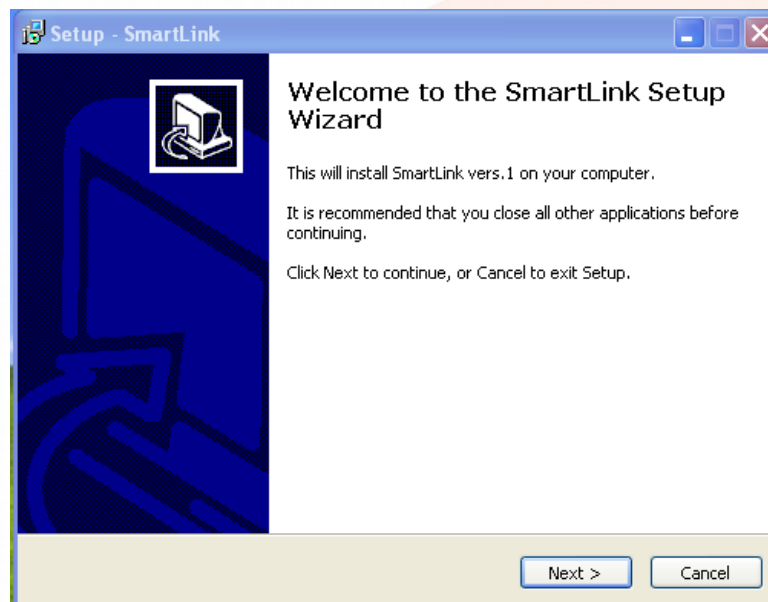 Setup - SmartLink
Welcome to the SmartLink Setup
Wizard
This will install SmartLink vers.1 on your computer.
It is recommended that you close all other applications before
continuing.
Click Next to continue, or Cancel to exit Setup.
Next >
Cancel